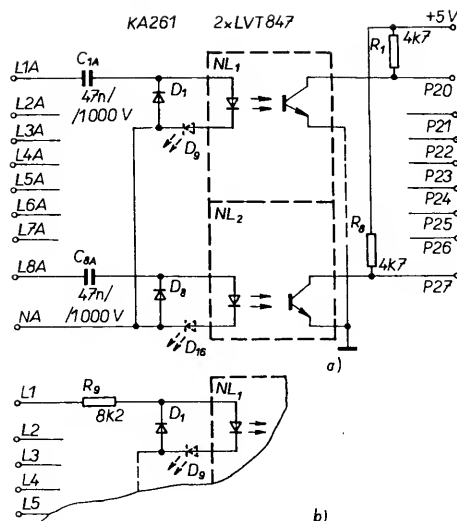 KA261 2xLVT847
+5V
L1A C1A 47n/ /1000 V D1 D9 NL1 R1 4k7 P20
L2A P21
L3A P22
L4A P23
L5A P24
L6A P25
L7A P26
L8A C8A 47n/ /1000 V D8 D16 NL2 R8 4k7 P27
NA
a)
L1 R9 8K2 D1 D9 NL1
L2
L3
L4
L5
b)